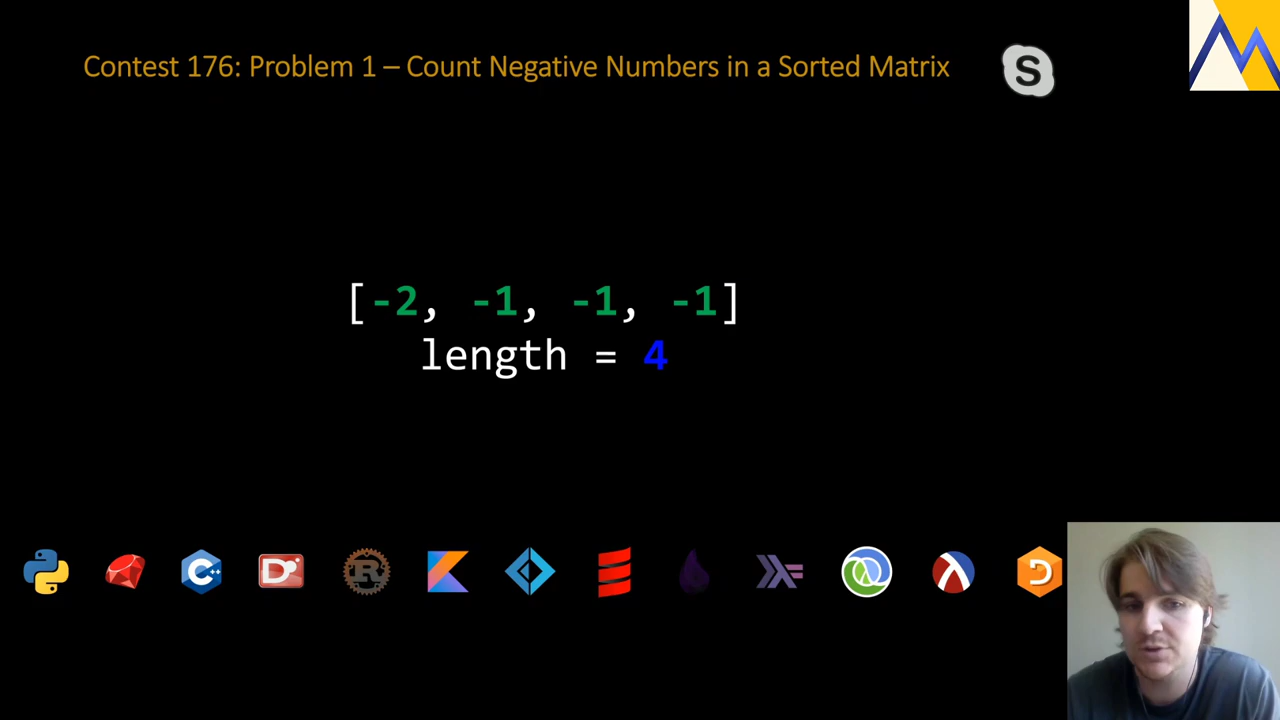 Contest 176: Problem 1 – Count Negative Numbers in a Sorted Matrix
S
[-2, -1, -1, -1]
length = 4